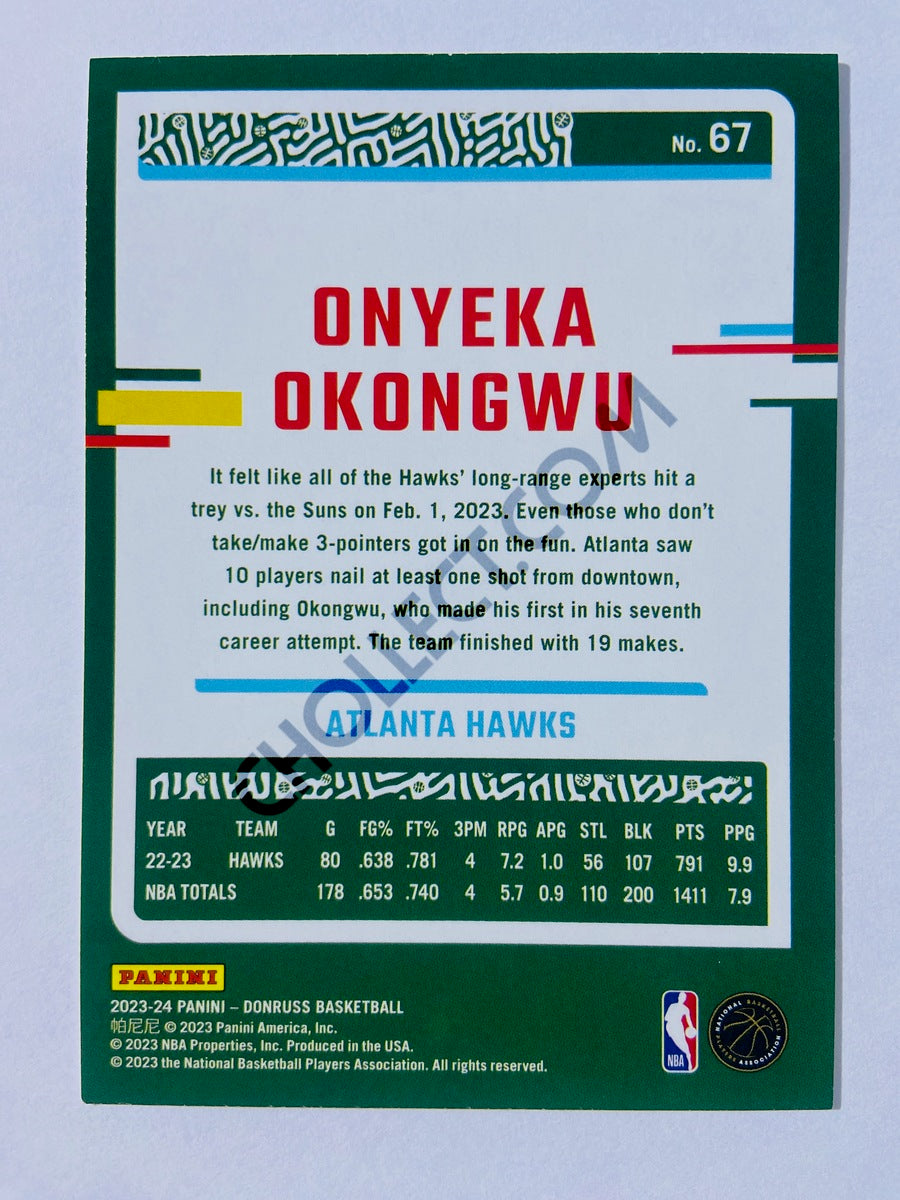 No. 67
ONYEKA
OKONGWU
It felt like all of the Hawks' long-range experts hit a
trey vs. the Suns on Feb. 1, 2023. Even those who don't
take/make 3-pointers got in on the fun. Atlanta saw
10 players nail at least one shot from downtown,
including Okongwu, who made his first in his seventh
career attempt. The team finished with 19 makes.
CHOLLECT.COM
ATLANTA HAWKS
YEAR TEAM G FG% FT% 3PM RPG APG STL BLK PTS PPG
22-23 HAWKS 80 .638 .781 4 7.2 1.0 56 107 791 9.9
NBA TOTALS 178 .653 .740 4 5.7 0.9 110 200 1411 7.9
PANINI
2023-24 PANINI – DONRUSS BASKETBALL
帕尼尼 © 2023 Panini America, Inc.
© 2023 NBA Properties, Inc. Produced in the USA.
© 2023 the National Basketball Players Association. All rights reserved.
NBA
NATIONAL BASKETBALL
PLAYERS ASSOCIATION